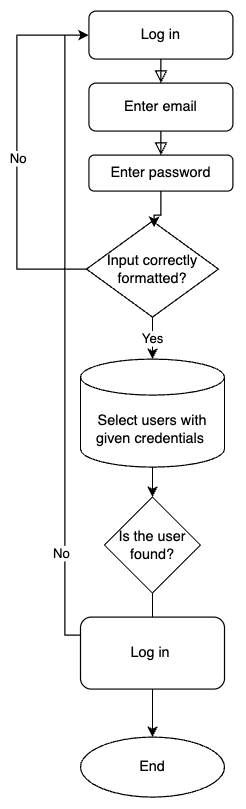 Log in
Enter email
Enter password
Input correctly
formatted?
No
Yes
Select users with
given credentials
Is the user
found?
No
Log in
End